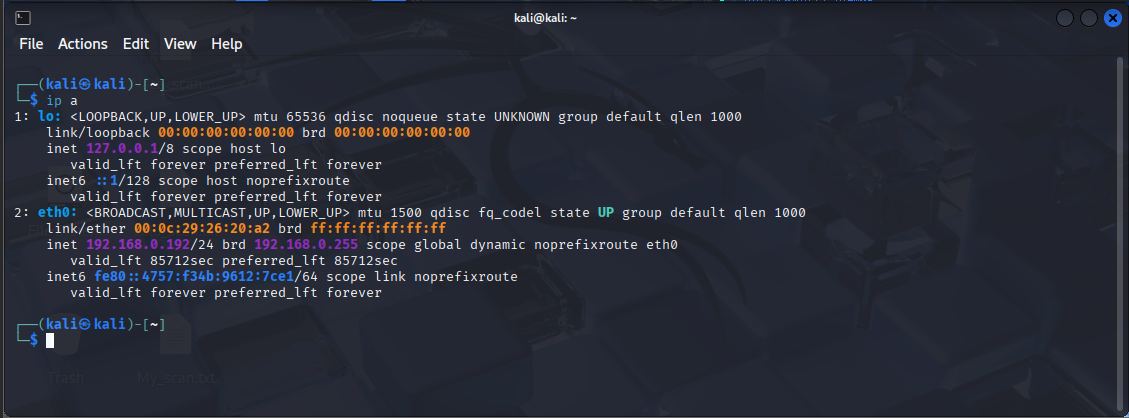 kali@kali: ~
File Actions Edit View Help
┌──(kali㉿kali)-[~]
└─$ ip a
1: lo: <LOOPBACK,UP,LOWER_UP> mtu 65536 qdisc noqueue state UNKNOWN group default qlen 1000
    link/loopback 00:00:00:00:00:00 brd 00:00:00:00:00:00
    inet 127.0.0.1/8 scope host lo
       valid_lft forever preferred_lft forever
    inet6 ::1/128 scope host noprefixroute
       valid_lft forever preferred_lft forever
2: eth0: <BROADCAST,MULTICAST,UP,LOWER_UP> mtu 1500 qdisc fq_codel state UP group default qlen 1000
    link/ether 00:0c:29:26:20:a2 brd ff:ff:ff:ff:ff:ff
    inet 192.168.0.192/24 brd 192.168.0.255 scope global dynamic noprefixroute eth0
       valid_lft 85712sec preferred_lft 85712sec
    inet6 fe80::4757:f34b:9612:7ce1/64 scope link noprefixroute
       valid_lft forever preferred_lft forever
┌──(kali㉿kali)-[~]
└─$
Trash My_scan.txt